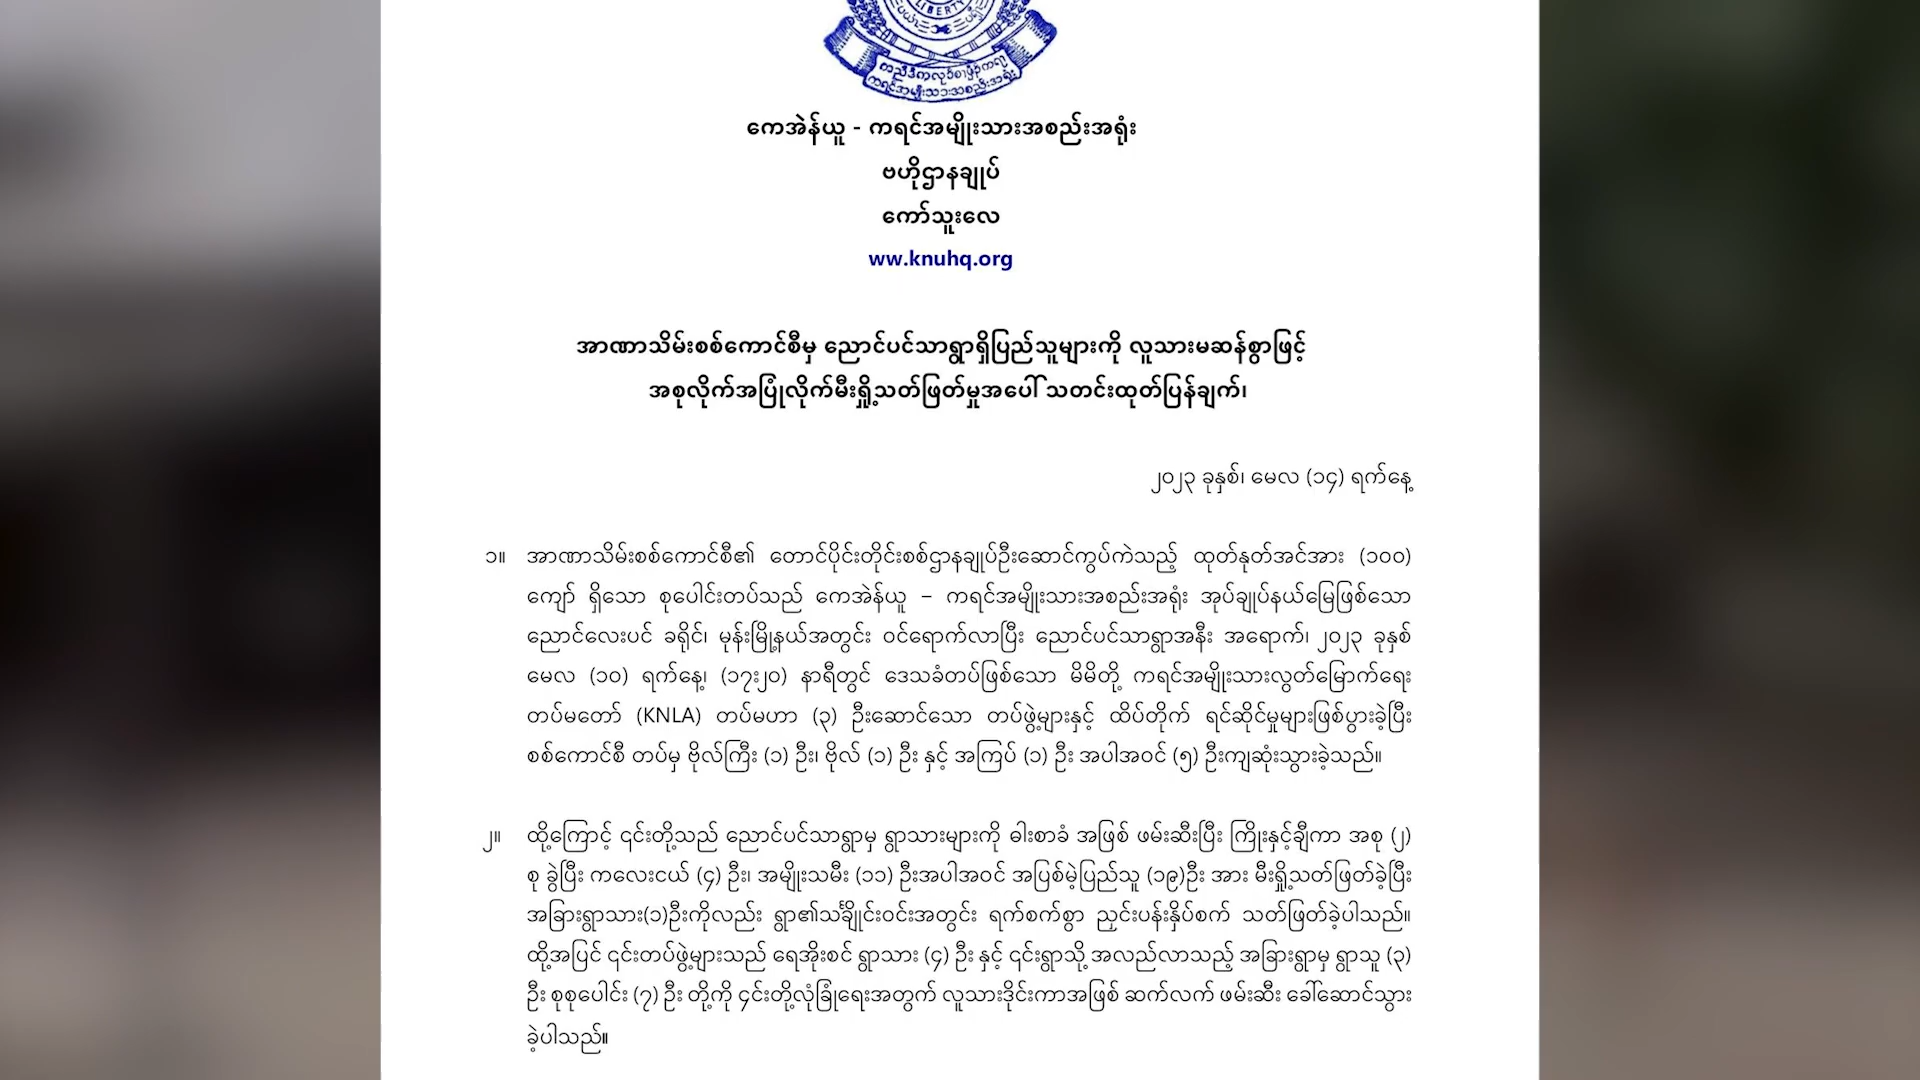 LIBERTY
ကရင်အမျိုးသားအစည်းအရုံး
ကေအဲန်ယူ - ကရင်အမျိုးသားအစည်းအရုံး
ဗဟိုဌာနချုပ်
ကော်သူးလေ
ww.knuhq.org
အာဏာသိမ်းစစ်ကောင်စီမှ ညောင်ပင်သာရွာရှိပြည်သူများကို လူသားမဆန်စွာဖြင့်
အစုလိုက်အပြုံလိုက်မီးရှို့သတ်ဖြတ်မှုအပေါ် သတင်းထုတ်ပြန်ချက်၊
၂၀၂၃ ခုနှစ်၊ မေလ (၁၄) ရက်နေ့
၁။ အာဏာသိမ်းစစ်ကောင်စီ၏ တောင်ပိုင်းတိုင်းစစ်ဌာနချုပ်ဦးဆောင်ကွပ်ကဲသည့် ထုတ်နုတ်အင်အား (၁၀၀)
ကျော် ရှိသော စုပေါင်းတပ်သည် ကေအဲန်ယူ – ကရင်အမျိုးသားအစည်းအရုံး အုပ်ချုပ်နယ်မြေဖြစ်သော
ညောင်လေးပင် ခရိုင်၊ မုန်းမြို့နယ်အတွင်း ဝင်ရောက်လာပြီး ညောင်ပင်သာရွာအနီး အရောက်၊ ၂၀၂၃ ခုနှစ်
မေလ (၁၀) ရက်နေ့၊ (၁၇း၂၀) နာရီတွင် ဒေသခံတပ်ဖြစ်သော မိမိတို့ ကရင်အမျိုးသားလွတ်မြောက်ရေး
တပ်မတော် (KNLA) တပ်မဟာ (၃) ဦးဆောင်သော တပ်ဖွဲ့များနှင့် ထိပ်တိုက် ရင်ဆိုင်မှုများဖြစ်ပွားခဲ့ပြီး
စစ်ကောင်စီ တပ်မှ ဗိုလ်ကြီး (၁) ဦး၊ ဗိုလ် (၁) ဦး နှင့် အကြပ် (၁) ဦး အပါအဝင် (၅) ဦးကျဆုံးသွားခဲ့သည်။
၂။ ထို့ကြောင့် ၎င်းတို့သည် ညောင်ပင်သာရွာမှ ရွာသားများကို ဓါးစာခံ အဖြစ် ဖမ်းဆီးပြီး ကြိုးနှင့်ချီကာ အစု (၂)
စု ခွဲပြီး ကလေးငယ် (၄) ဦး၊ အမျိုးသမီး (၁၁) ဦးအပါအဝင် အပြစ်မဲ့ပြည်သူ (၁၉)ဦး အား မီးရှို့သတ်ဖြတ်ခဲ့ပြီး
အခြားရွာသား(၁)ဦးကိုလည်း ရွာ၏သင်္ချိုင်းဝင်းအတွင်း ရက်စက်စွာ ညှင်းပန်းနှိပ်စက် သတ်ဖြတ်ခဲ့ပါသည်။
ထို့အပြင် ၎င်းတပ်ဖွဲ့များသည် ရေအိုးစင် ရွာသား (၄) ဦး နှင့် ၎င်းရွာသို့ အလည်လာသည့် အခြားရွာမှ ရွာသူ (၃)
ဦး စုစုပေါင်း (၇) ဦး တို့ကို ၄င်းတို့လုံခြုံရေးအတွက် လူသားဒိုင်းကာအဖြစ် ဆက်လက် ဖမ်းဆီး ခေါ်ဆောင်သွား
ခဲ့ပါသည်။